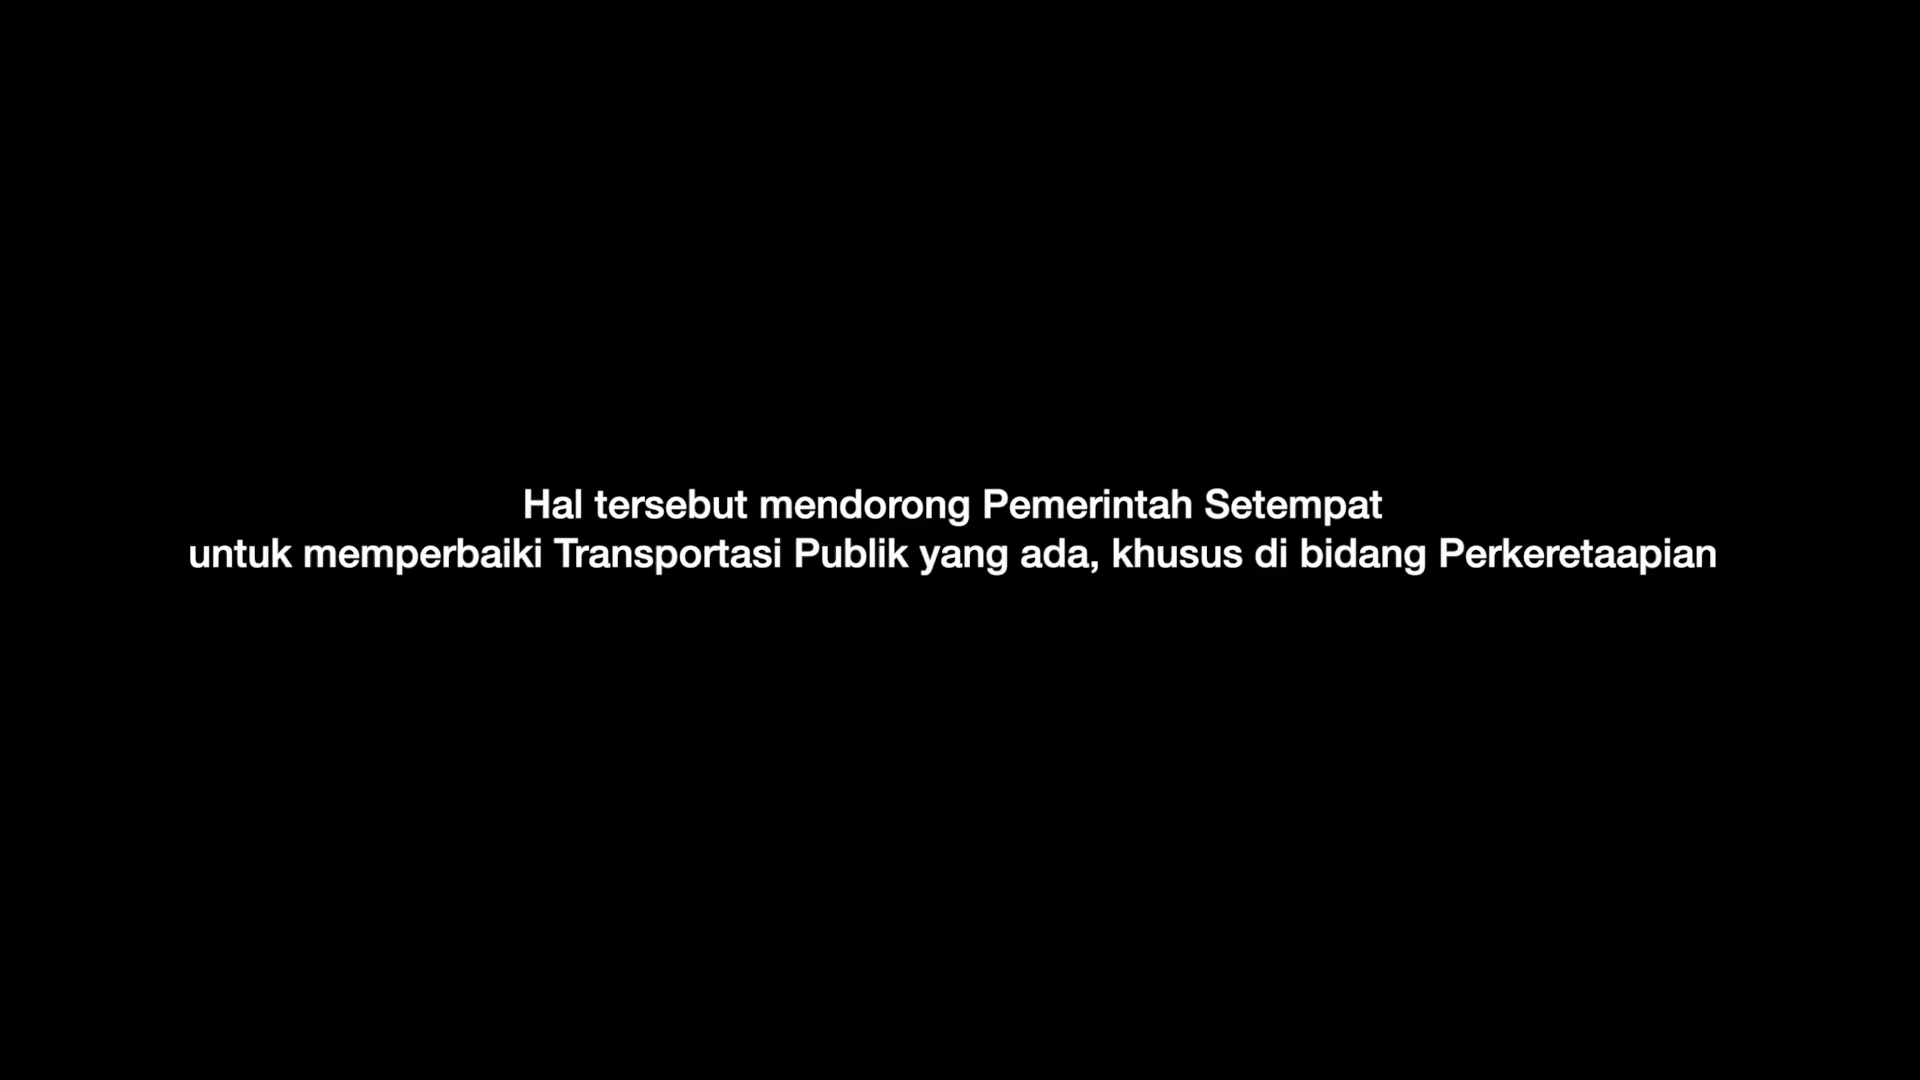 Hal tersebut mendorong Pemerintah Setempat
untuk memperbaiki Transportasi Publik yang ada, khusus di bidang Perkeretaapian